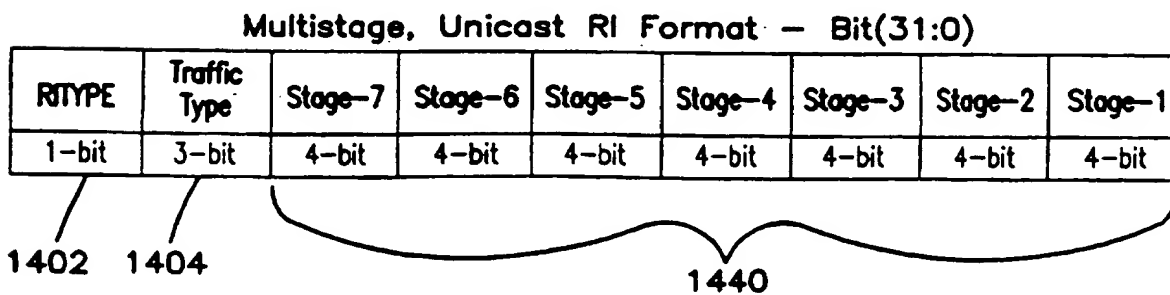 Multistage, Unicast RI Format – Bit(31:0)
RITYPE Traffic Type Stage-7 Stage-6 Stage-5 Stage-4 Stage-3 Stage-2 Stage-1
1-bit 3-bit 4-bit 4-bit 4-bit 4-bit 4-bit 4-bit 4-bit
1402 1404 1440